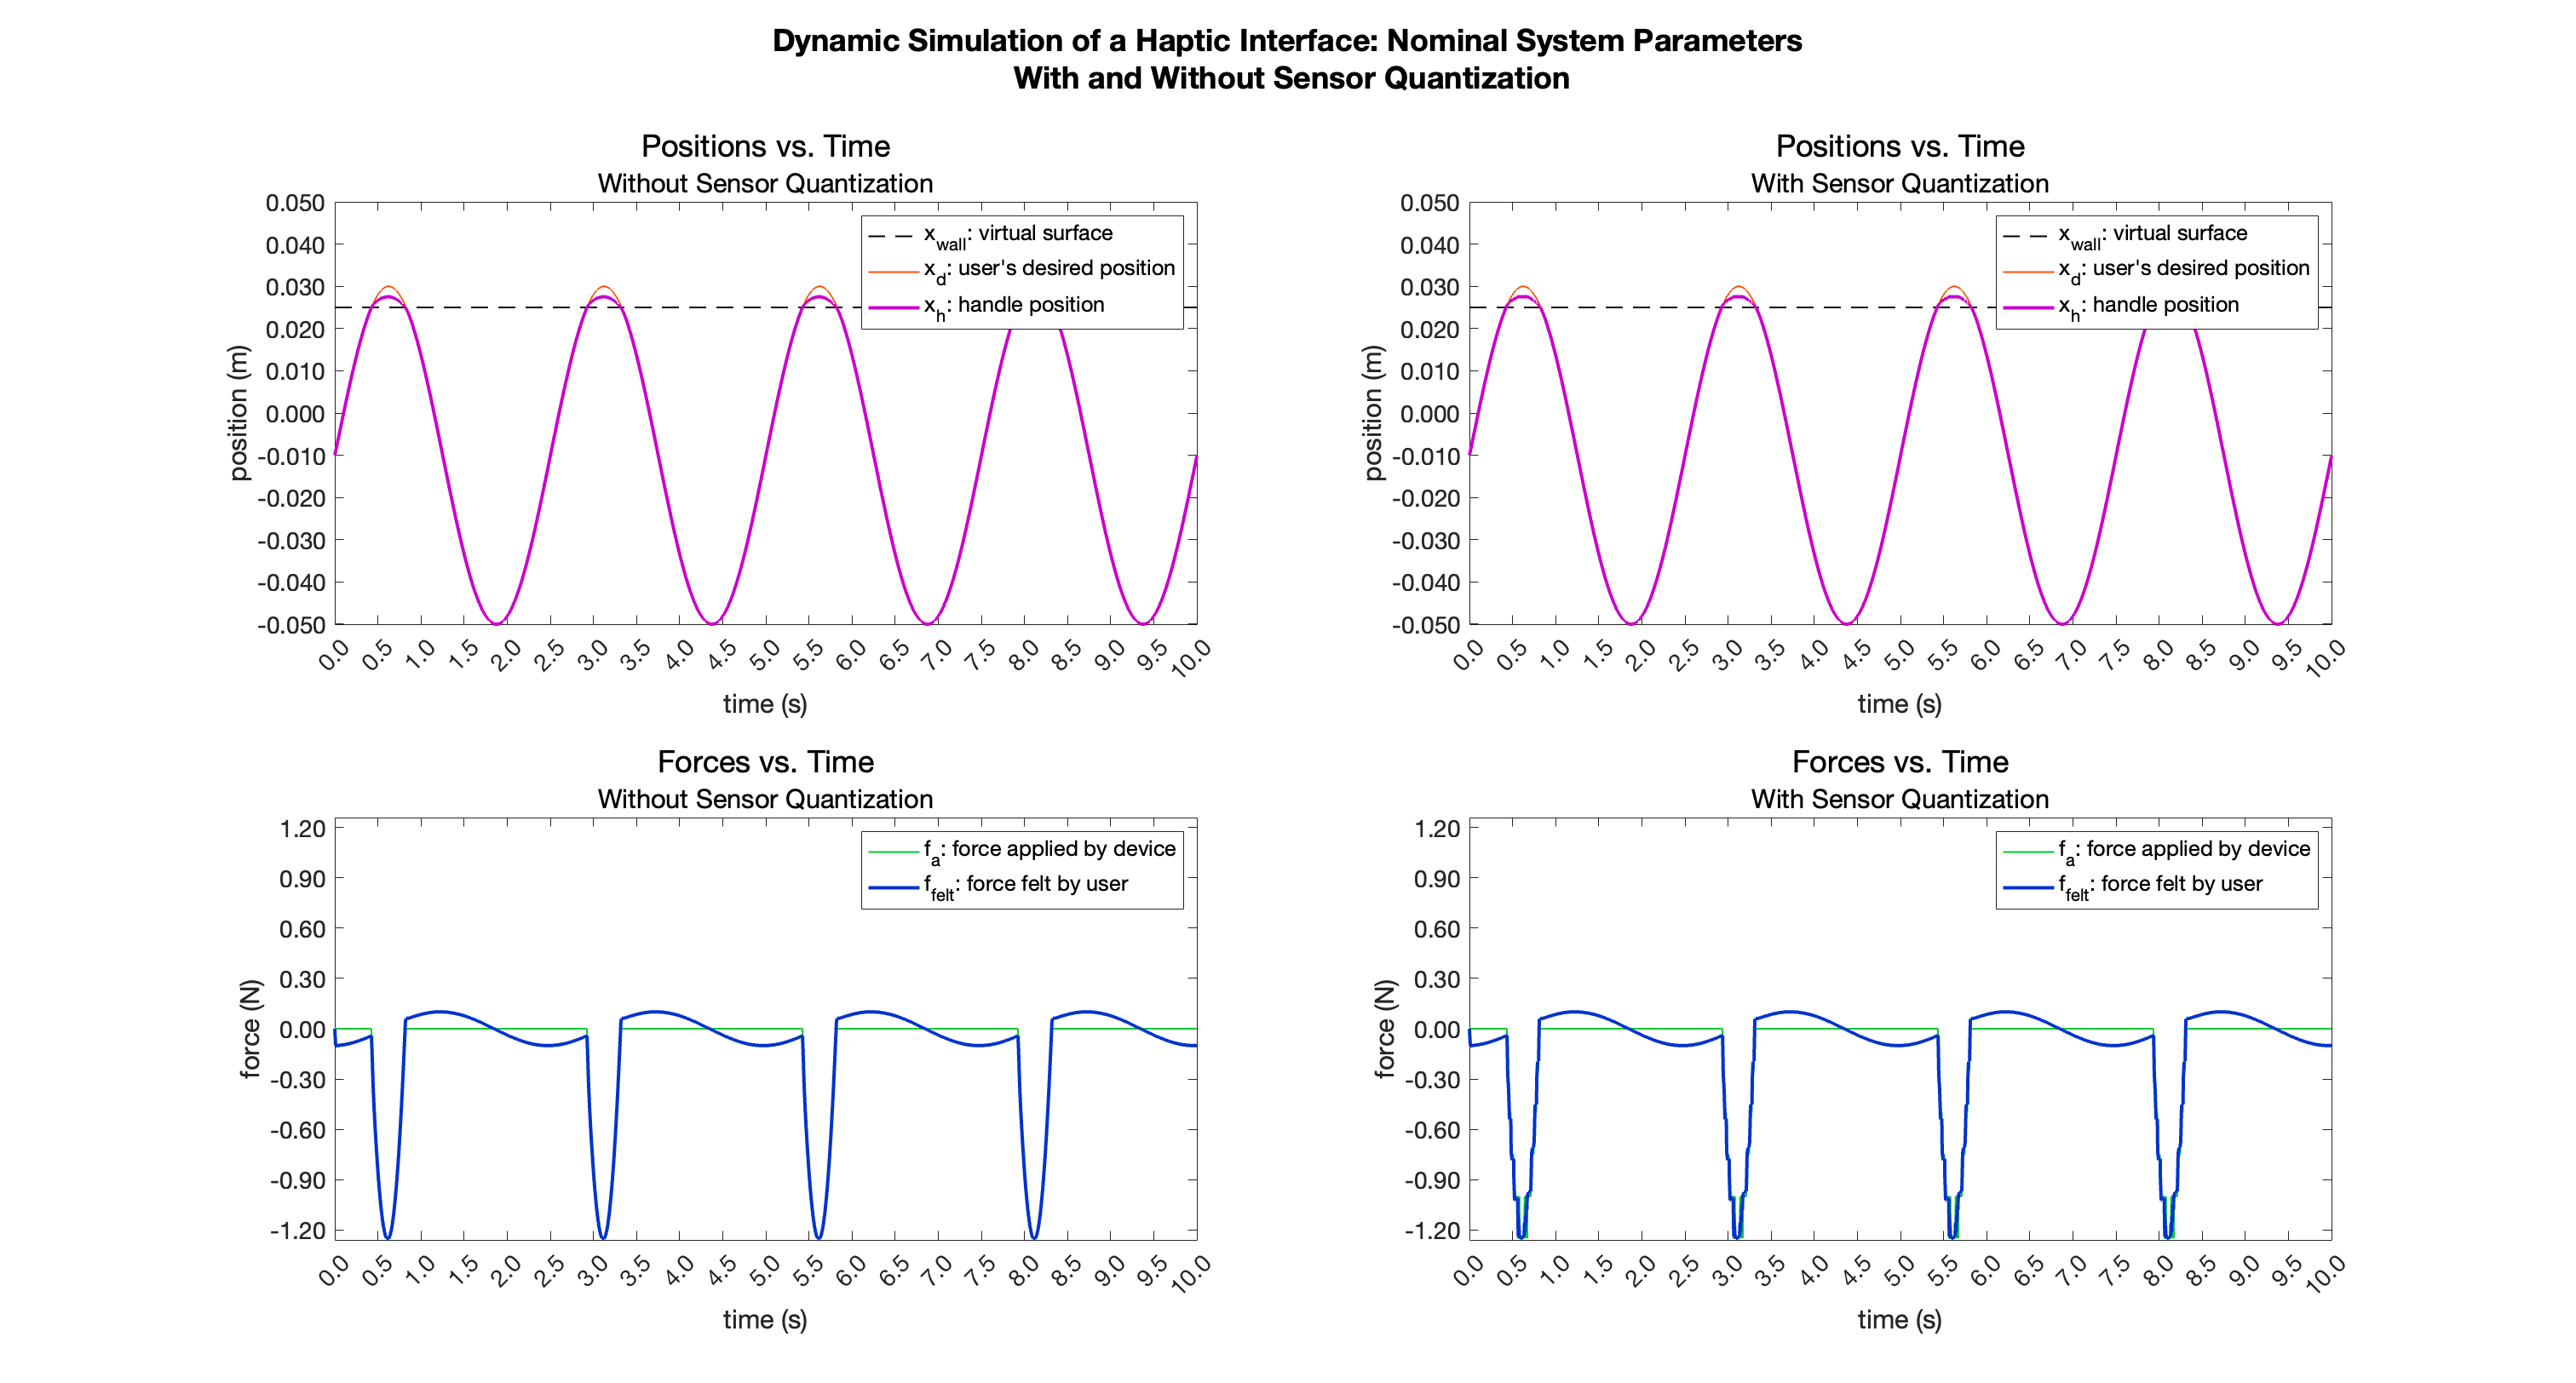 Dynamic Simulation of a Haptic Interface: Nominal System Parameters
With and Without Sensor Quantization
Positions vs. Time
Without Sensor Quantization
0.050
0.040
0.030
0.020
0.010
0.000
-0.010
-0.020
-0.030
-0.040
-0.050
position (m)
x_wall: virtual surface
x_d: user's desired position
x_h: handle position
0.0 0.5 1.0 1.5 2.0 2.5 3.0 3.5 4.0 4.5 5.0 5.5 6.0 6.5 7.0 7.5 8.0 8.5 9.0 9.5 10.0
time (s)
Positions vs. Time
With Sensor Quantization
0.050
0.040
0.030
0.020
0.010
0.000
-0.010
-0.020
-0.030
-0.040
-0.050
position (m)
x_wall: virtual surface
x_d: user's desired position
x_h: handle position
0.0 0.5 1.0 1.5 2.0 2.5 3.0 3.5 4.0 4.5 5.0 5.5 6.0 6.5 7.0 7.5 8.0 8.5 9.0 9.5 10.0
time (s)
Forces vs. Time
Without Sensor Quantization
1.20
0.90
0.60
0.30
0.00
-0.30
-0.60
-0.90
-1.20
force (N)
f_a: force applied by device
f_felt: force felt by user
0.0 0.5 1.0 1.5 2.0 2.5 3.0 3.5 4.0 4.5 5.0 5.5 6.0 6.5 7.0 7.5 8.0 8.5 9.0 9.5 10.0
time (s)
Forces vs. Time
With Sensor Quantization
1.20
0.90
0.60
0.30
0.00
-0.30
-0.60
-0.90
-1.20
force (N)
f_a: force applied by device
f_felt: force felt by user
0.0 0.5 1.0 1.5 2.0 2.5 3.0 3.5 4.0 4.5 5.0 5.5 6.0 6.5 7.0 7.5 8.0 8.5 9.0 9.5 10.0
time (s)